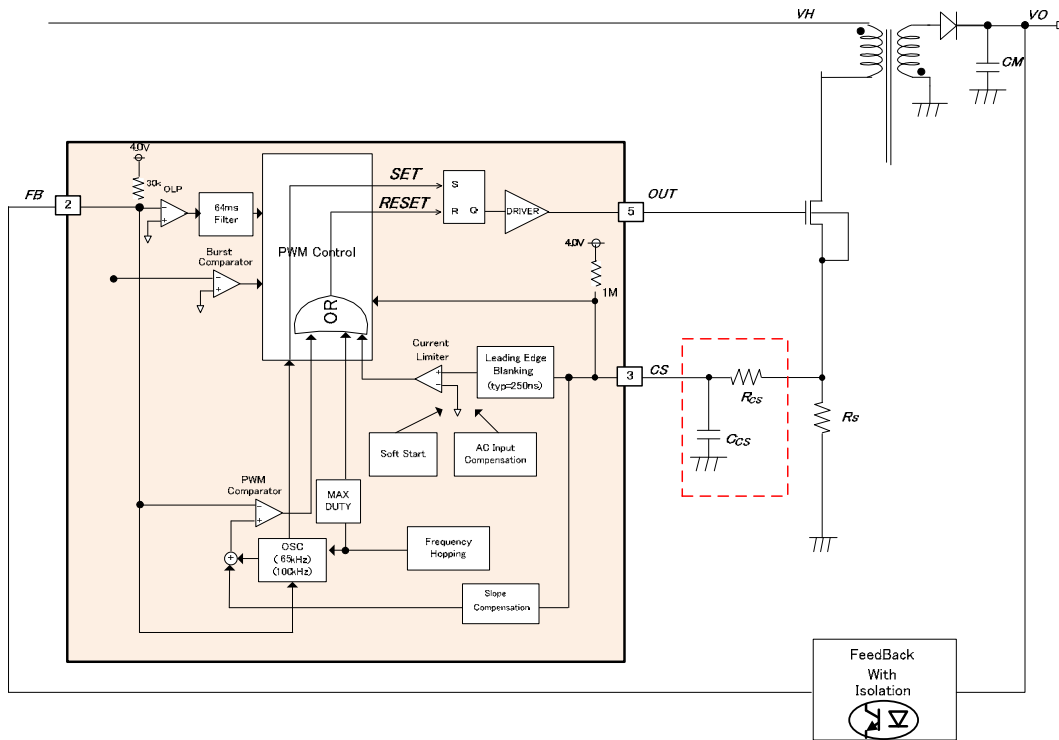 VH
VO
CM
4.0V
30k
FB
2
OLP
64ms
Filter
SET
RESET
S
R
Q
DRIVER
5
OUT
PWM Control
Burst
Comparator
OR
4.0V
1M
Current
Limiter
Leading Edge
Blanking
(typ=250ns)
3
CS
RCS
CCS
RS
Soft
Start
AC Input
Compensation
PWM
Comparator
MAX
DUTY
OSC
(65kHz)
(100kHz)
Frequency
Hopping
Slope
Compensation
FeedBack
With
Isolation